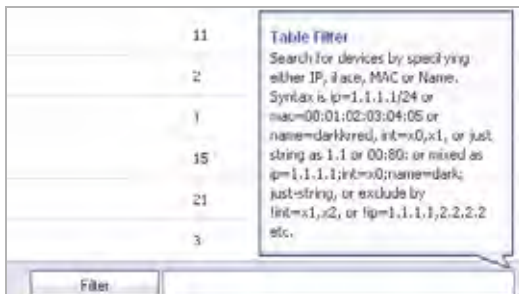 11
2
1
15
21
3
Table Filter
Search for devices by specifying
either IP, iface, MAC or Name.
Syntax is ip=1.1.1.1/24 or
mac=00:01:02:03:04:05 or
name=darkkvred, int=x0,x1, or just
string as 1.1 or 00:80: or mixed as
ip=1.1.1.1;int=x0;name=dark;
just-string, or exclude by
!int=x1,x2, or !ip=1.1.1.1,2.2.2.2
etc.
Filter